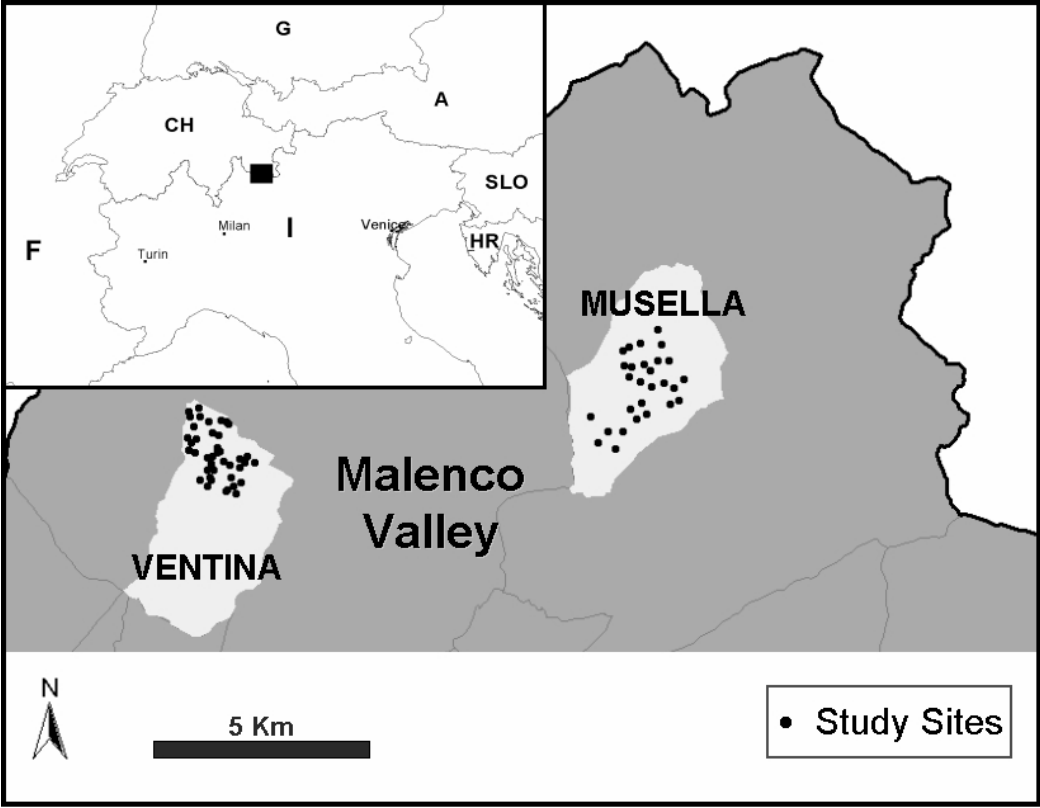 G
A
CH
SLO
Milan
I
Venice
HR
F
Turin
MUSELLA
Malenco
Valley
VENTINA
N
5 Km
Study Sites